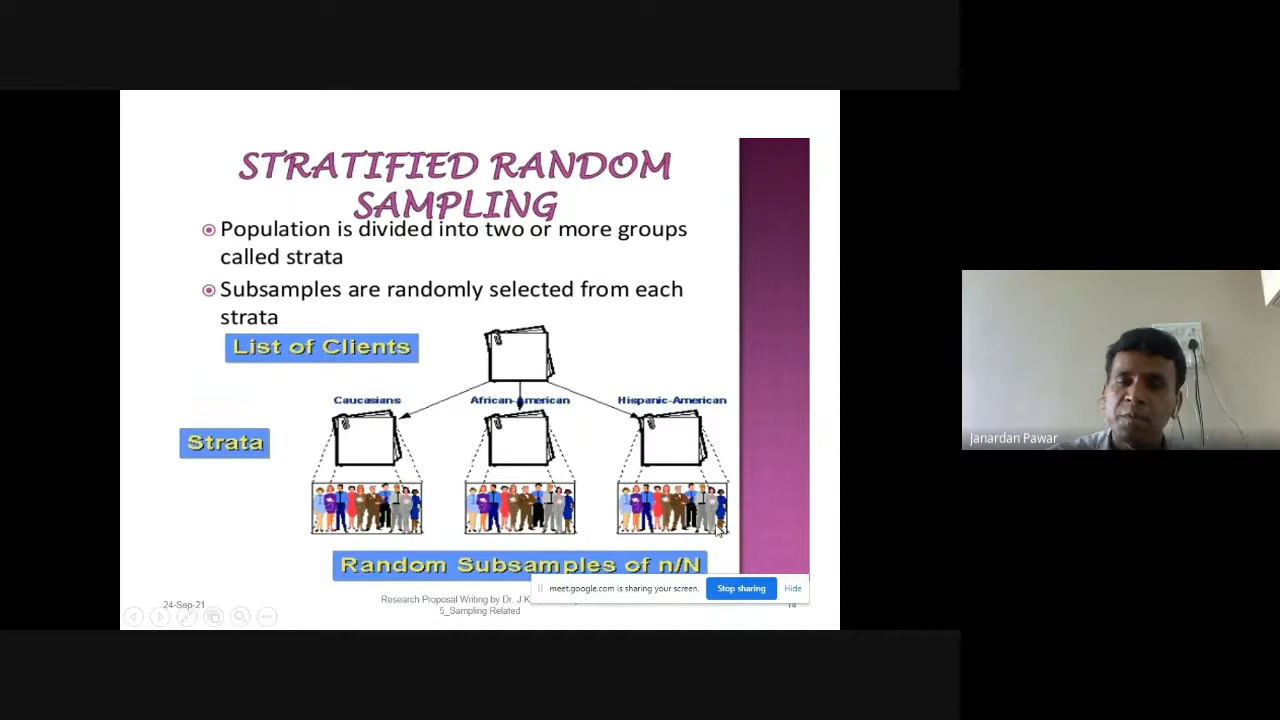 STRATIFIED RANDOM
SAMPLING
Population is divided into two or more groups
called strata
Subsamples are randomly selected from each
strata
List of Clients
Caucasians
African-American
Hispanic-American
Strata
Random Subsamples of n/N
meet.google.com is sharing your screen.
Stop sharing
Hide
24-Sep-21
Research Proposal Writing by Dr. J K
5_Sampling Related
14
Janardan Pawar